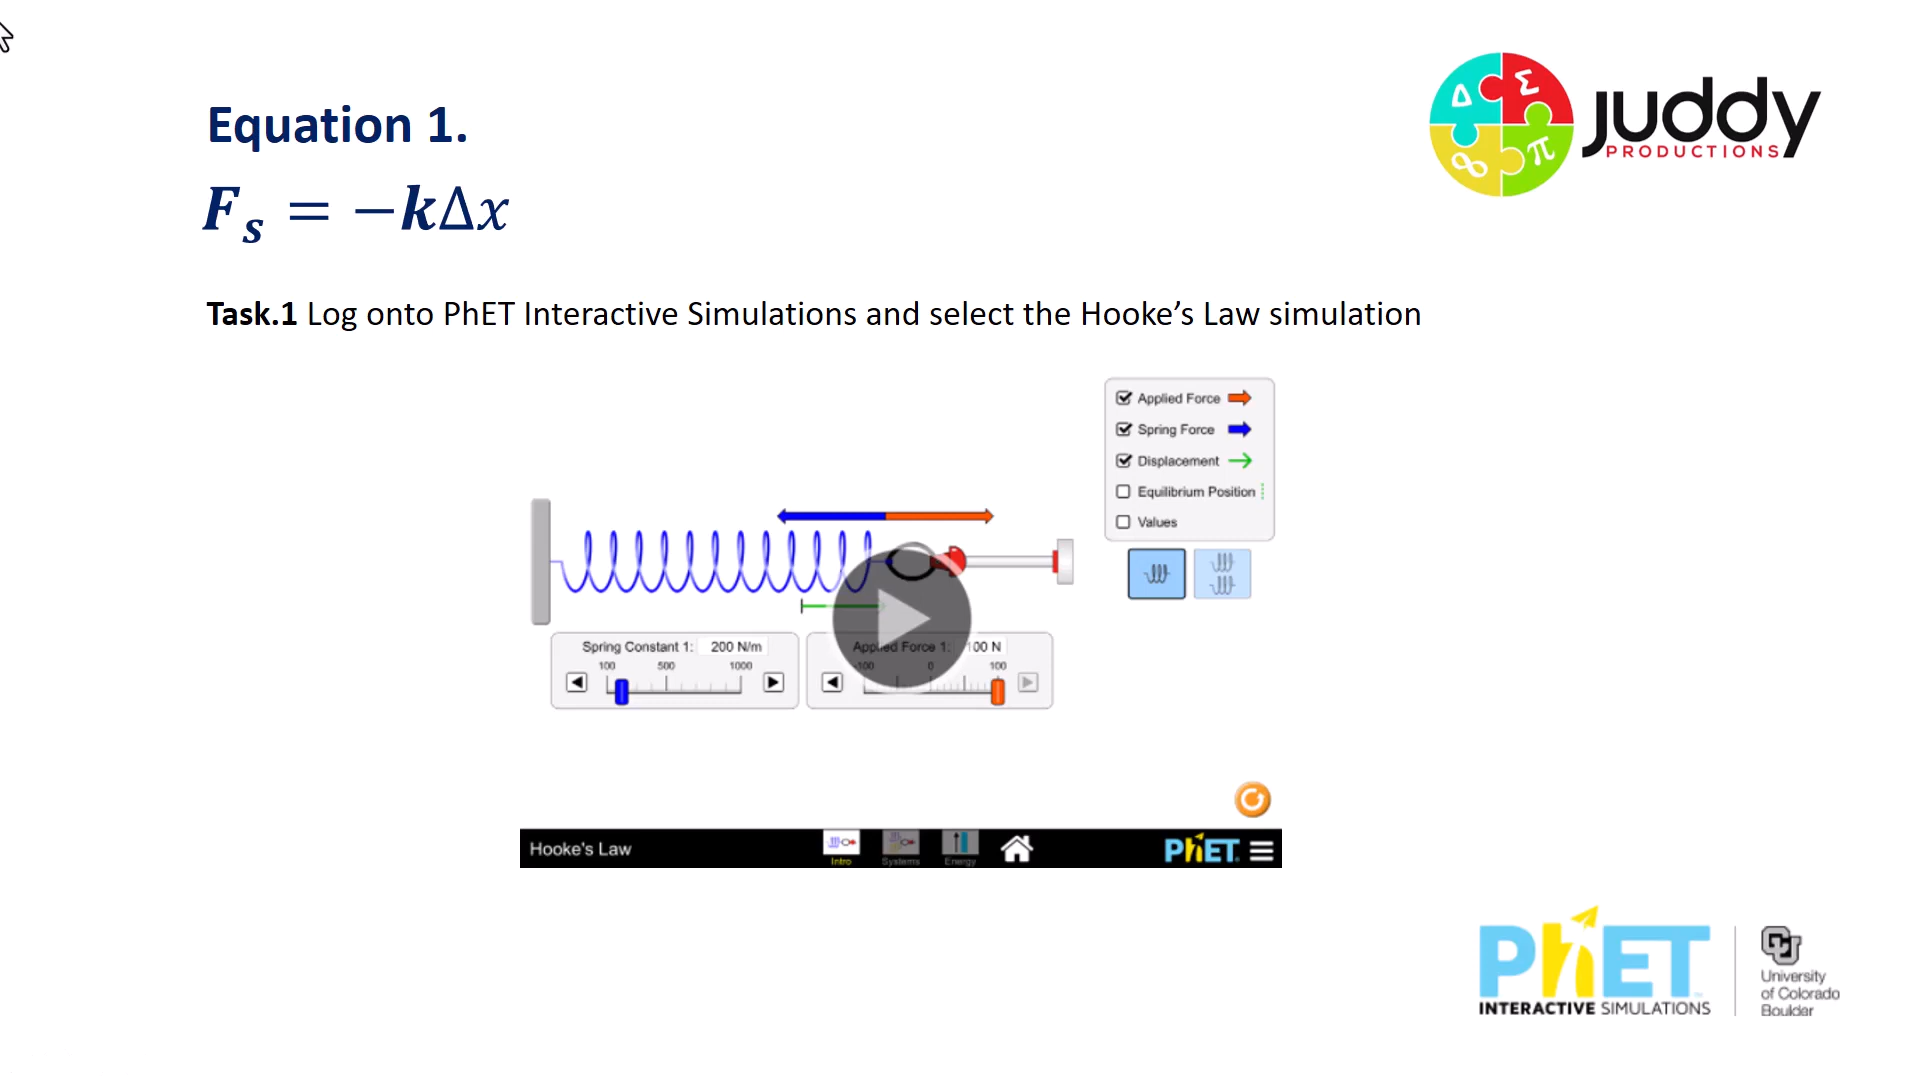 Equation 1.
Δ Σ
∞ π
juddy
PRODUCTIONS
𝑭ₛ = −𝒌Δ𝑥
Task.1 Log onto PhET Interactive Simulations and select the Hooke’s Law simulation
Applied Force
Spring Force
Displacement
Equilibrium Position
Values
Spring Constant 1: 200 N/m
100 500 1000
Applied Force 1: 100 N
-100 0 100
Hooke's Law
Intro
Systems
Energy
PhET
PhET
INTERACTIVE SIMULATIONS
CU
University
of Colorado
Boulder